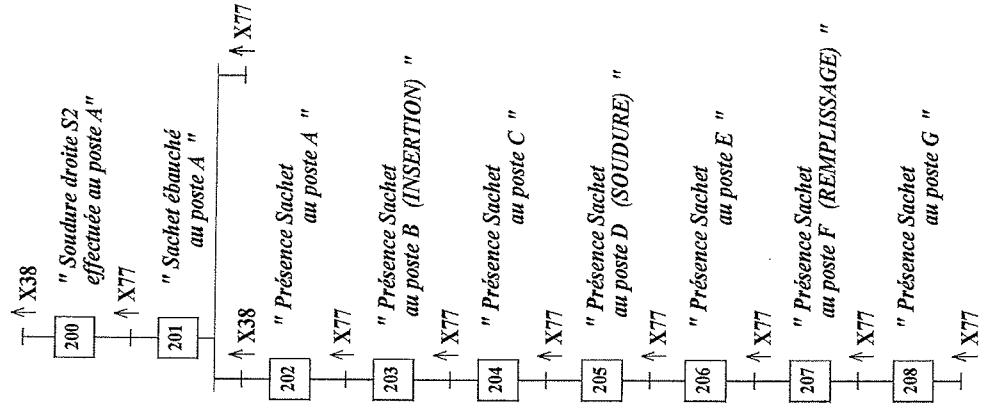 ↑ X38
200
" Soudure droite S2
effectuée au poste A"
↑ X77
201
" Sachet ébauché
au poste A "
↑ X38
↑ X77
202
" Présence Sachet
au poste A "
↑ X77
203
" Présence Sachet
au poste B (INSERTION) "
↑ X77
204
" Présence Sachet
au poste C "
↑ X77
205
" Présence Sachet
au poste D (SOUDURE) "
↑ X77
206
" Présence Sachet
au poste E "
↑ X77
207
" Présence Sachet
au poste F (REMPLISSAGE) "
↑ X77
208
" Présence Sachet
au poste G "
↑ X77